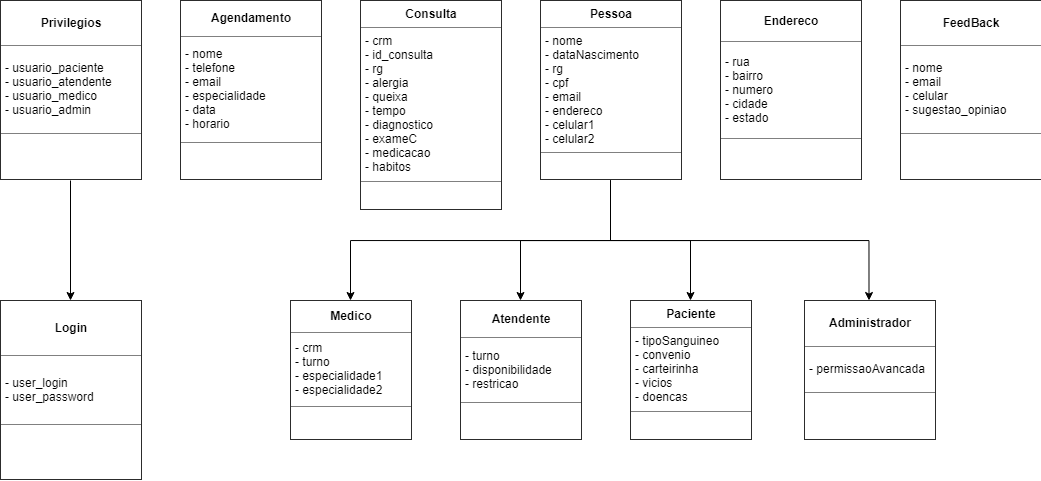 Privilegios
- usuario_paciente
- usuario_atendente
- usuario_medico
- usuario_admin
Agendamento
- nome
- telefone
- email
- especialidade
- data
- horario
Consulta
- crm
- id_consulta
- rg
- alergia
- queixa
- tempo
- diagnostico
- exameC
- medicacao
- habitos
Pessoa
- nome
- dataNascimento
- rg
- cpf
- email
- endereco
- celular1
- celular2
Endereco
- rua
- bairro
- numero
- cidade
- estado
FeedBack
- nome
- email
- celular
- sugestao_opiniao
Login
- user_login
- user_password
Medico
- crm
- turno
- especialidade1
- especialidade2
Atendente
- turno
- disponibilidade
- restricao
Paciente
- tipoSanguineo
- convenio
- carteirinha
- vicios
- doencas
Administrador
- permissaoAvancada